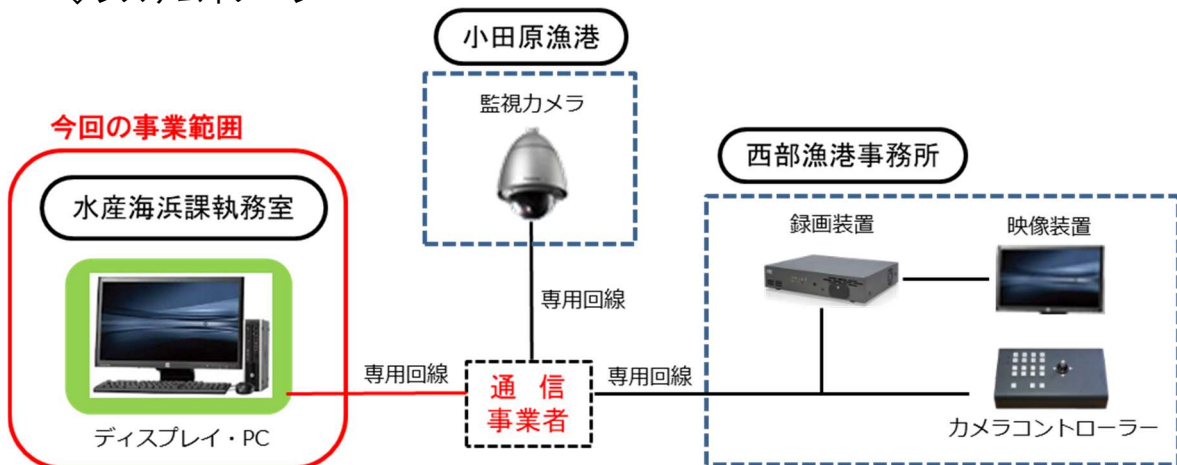 小田原漁港
監視カメラ
今回の事業範囲
西部漁港事務所
水産海浜課執務室
録画装置
映像装置
専用回線
専用回線
通 信
事業者
専用回線
ディスプレイ・PC
カメラコントローラー